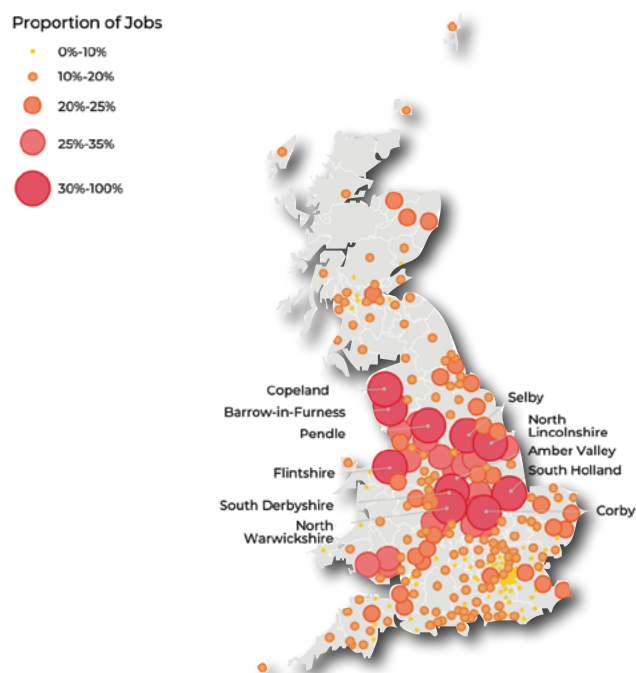 Proportion of Jobs
0%-10%
10%-20%
20%-25%
25%-35%
30%-100%
Copeland
Barrow-in-Furness
Pendle
Flintshire
South Derbyshire
North
Warwickshire
Selby
North
Lincolnshire
Amber Valley
South Holland
Corby